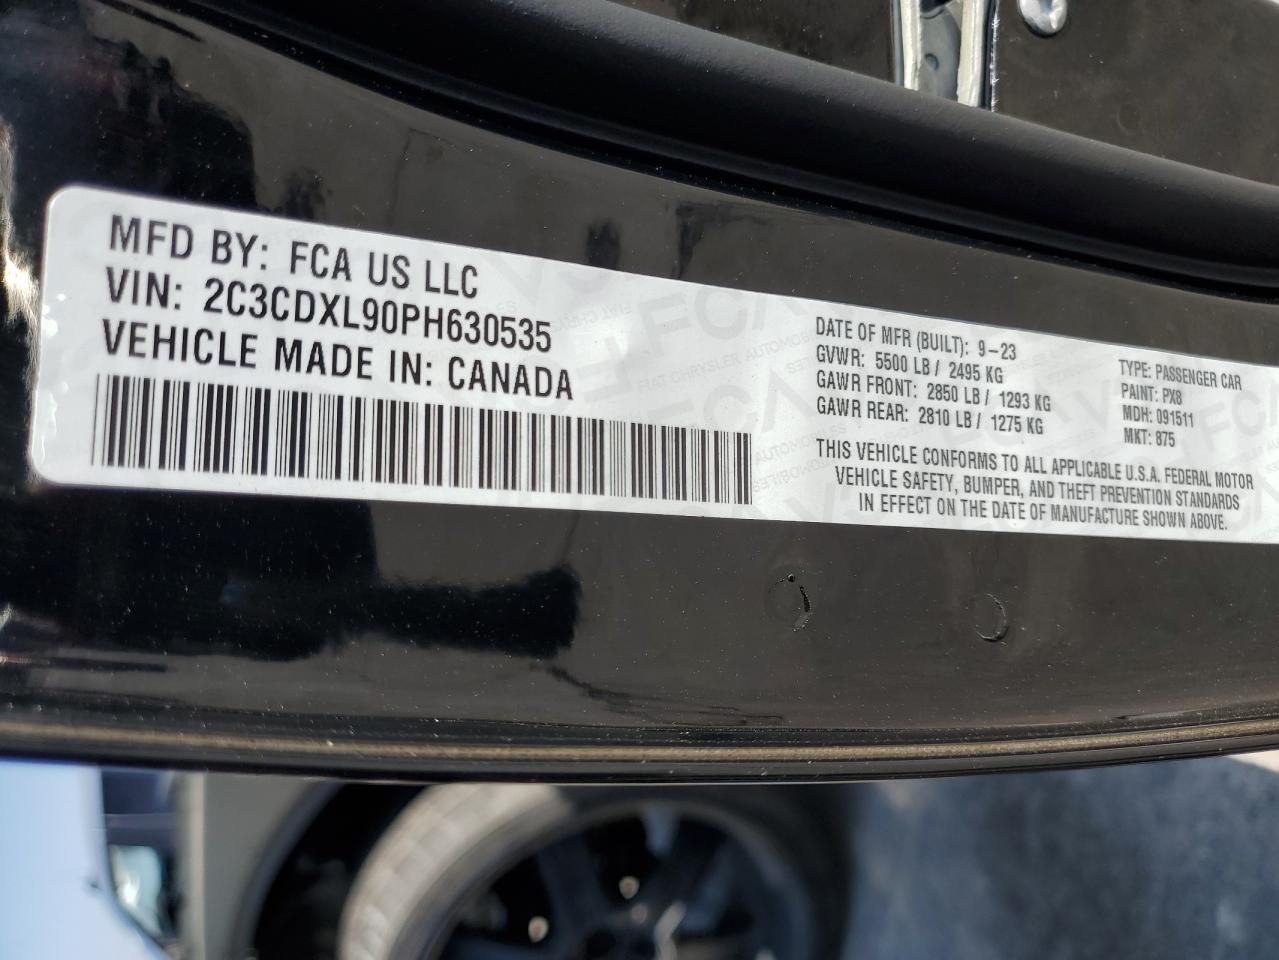 MFD BY: FCA US LLC
VIN: 2C3CDXL90PH630535
VEHICLE MADE IN: CANADA
DATE OF MFR (BUILT): 9-23
GVWR: 5500 LB / 2495 KG
GAWR FRONT: 2850 LB / 1293 KG
GAWR REAR: 2810 LB / 1275 KG
TYPE: PASSENGER CAR
PAINT: PX8
MDH: 091511
MKT: 875
THIS VEHICLE CONFORMS TO ALL APPLICABLE U.S.A. FEDERAL MOTOR
VEHICLE SAFETY, BUMPER, AND THEFT PREVENTION STANDARDS
IN EFFECT ON THE DATE OF MANUFACTURE SHOWN ABOVE.